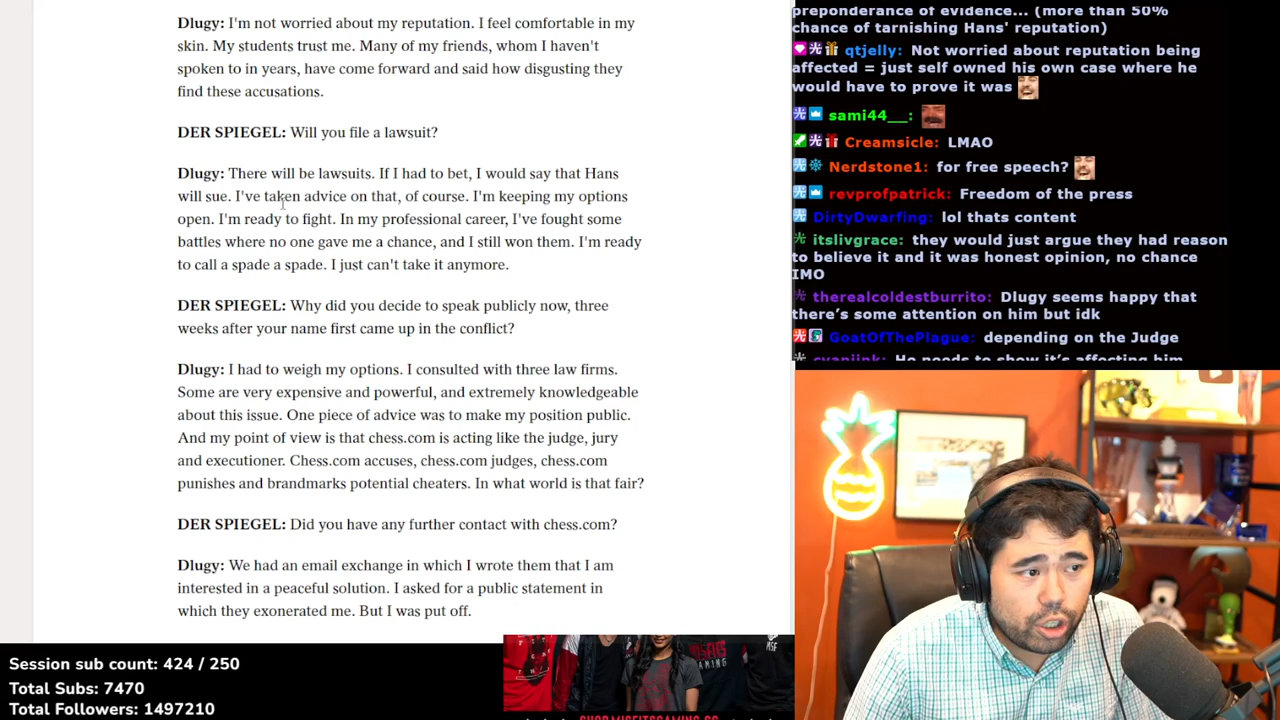 Dlugy: I'm not worried about my reputation. I feel comfortable in my
skin. My students trust me. Many of my friends, whom I haven't
spoken to in years, have come forward and said how disgusting they
find these accusations.
DER SPIEGEL: Will you file a lawsuit?
Dlugy: There will be lawsuits. If I had to bet, I would say that Hans
will sue. I've taken advice on that, of course. I'm keeping my options
open. I'm ready to fight. In my professional career, I've fought some
battles where no one gave me a chance, and I still won them. I'm ready
to call a spade a spade. I just can't take it anymore.
DER SPIEGEL: Why did you decide to speak publicly now, three
weeks after your name first came up in the conflict?
Dlugy: I had to weigh my options. I consulted with three law firms.
Some are very expensive and powerful, and extremely knowledgeable
about this issue. One piece of advice was to make my position public.
And my point of view is that chess.com is acting like the judge, jury
and executioner. Chess.com accuses, chess.com judges, chess.com
punishes and brandmarks potential cheaters. In what world is that fair?
DER SPIEGEL: Did you have any further contact with chess.com?
Dlugy: We had an email exchange in which I wrote them that I am
interested in a peaceful solution. I asked for a public statement in
which they exonerated me. But I was put off.
preponderance of evidence... (more than 50%
chance of tarnishing Hans' reputation)
qtjelly: Not worried about reputation being
affected = just self owned his own case where he
would have to prove it was
sami44__:
Creamsicle: LMAO
Nerdstone1: for free speech?
revprofpatrick: Freedom of the press
DirtyDwarfing: lol thats content
itslivgrace: they would just argue they had reason
to believe it and it was honest opinion, no chance
IMO
therealcoldestburrito: Dlugy seems happy that
there's some attention on him but idk
GoatOfThePlague: depending on the Judge
He needs to show it's affecting him
Session sub count: 424 / 250
Total Subs: 7470
Total Followers: 1497210